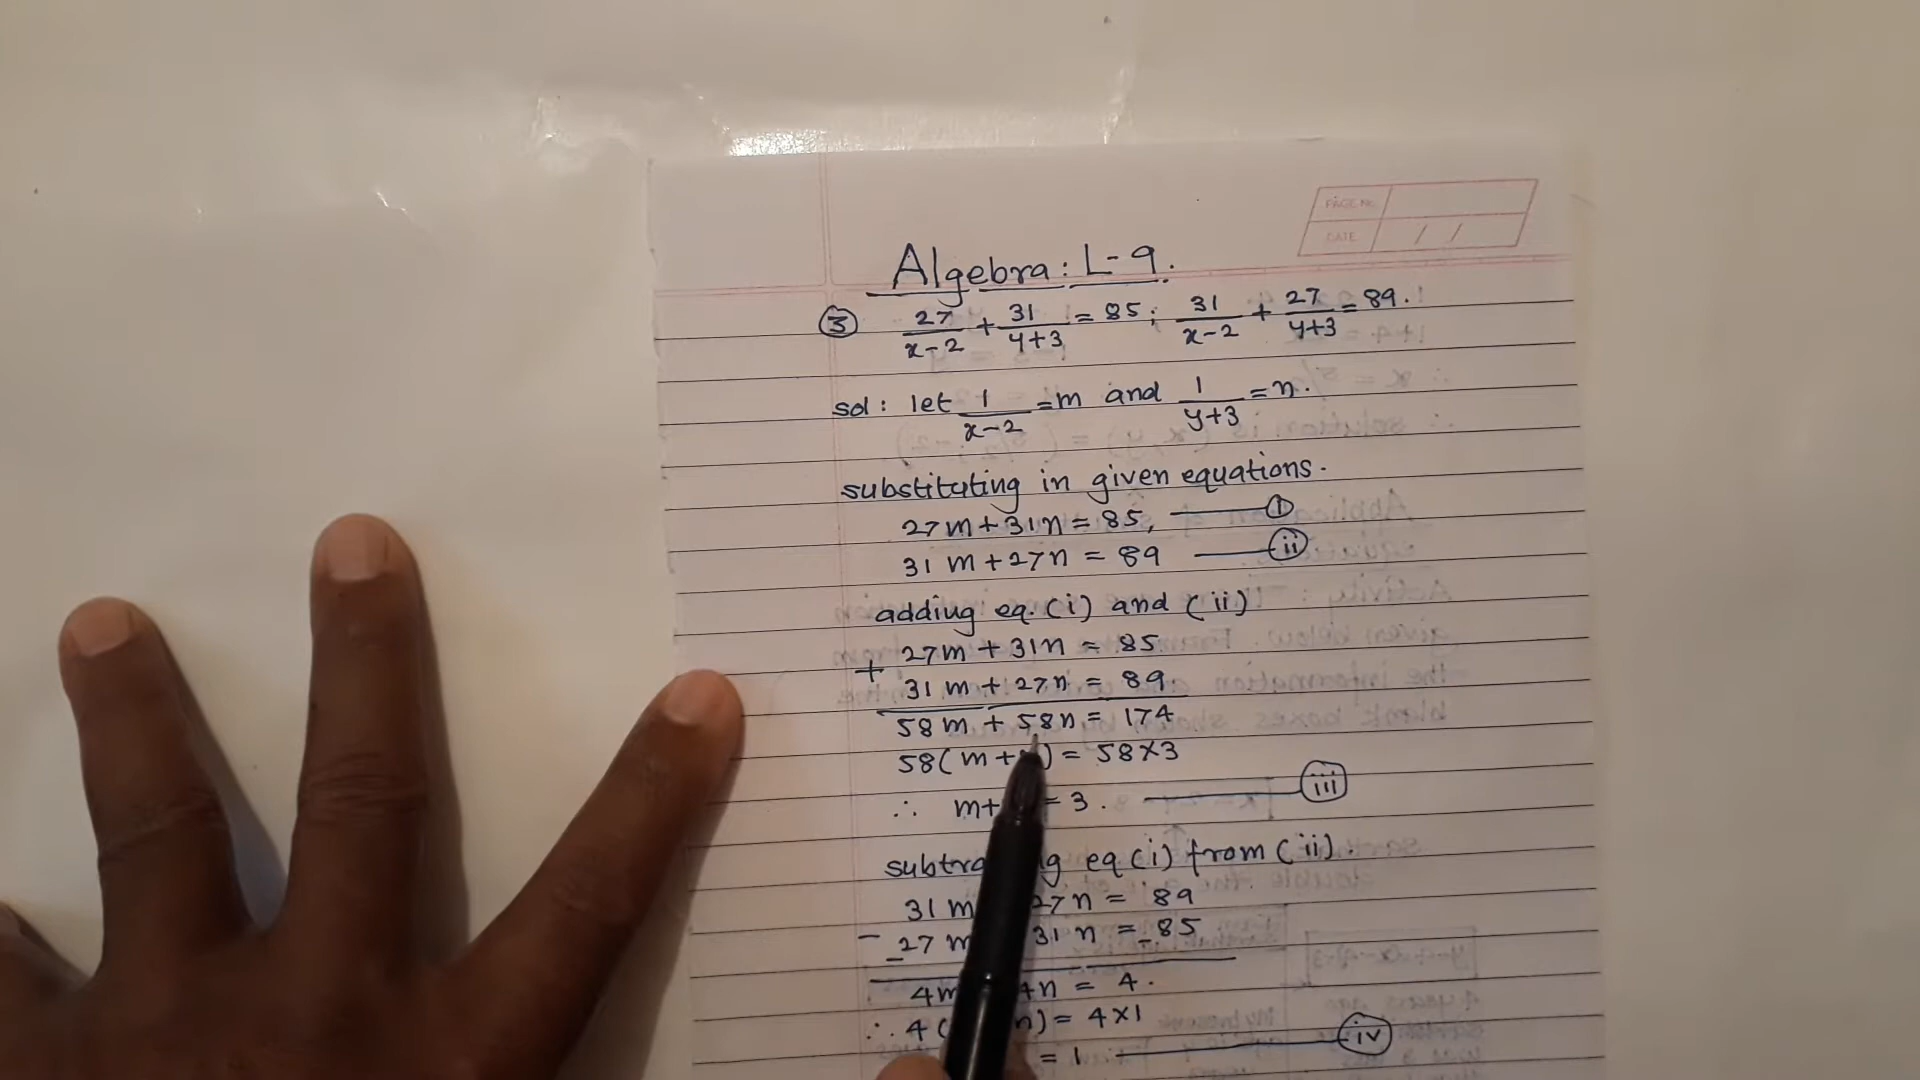 PAGE No.
DATE / /
Algebra: L-9.
③ 27/x-2 + 31/y+3 = 85; 31/x-2 + 27/y+3 = 89.
sol: let 1/x-2 = m and 1/y+3 = n.
substituting in given equations.
27m+31n = 85, — (i)
31m+27n = 89 — (ii)
adding eq.(i) and (ii)
27m + 31n = 85
+ 31m + 27n = 89.
58m + 58n = 174
58(m+ ) = 58×3
∴ m+ = 3. — (iii)
eq(i) from (ii).
31m 27n = 89
- 27m 31n = 85
4m 4n = 4.
∴ 4( n) = 4×1
= 1 — (iv)